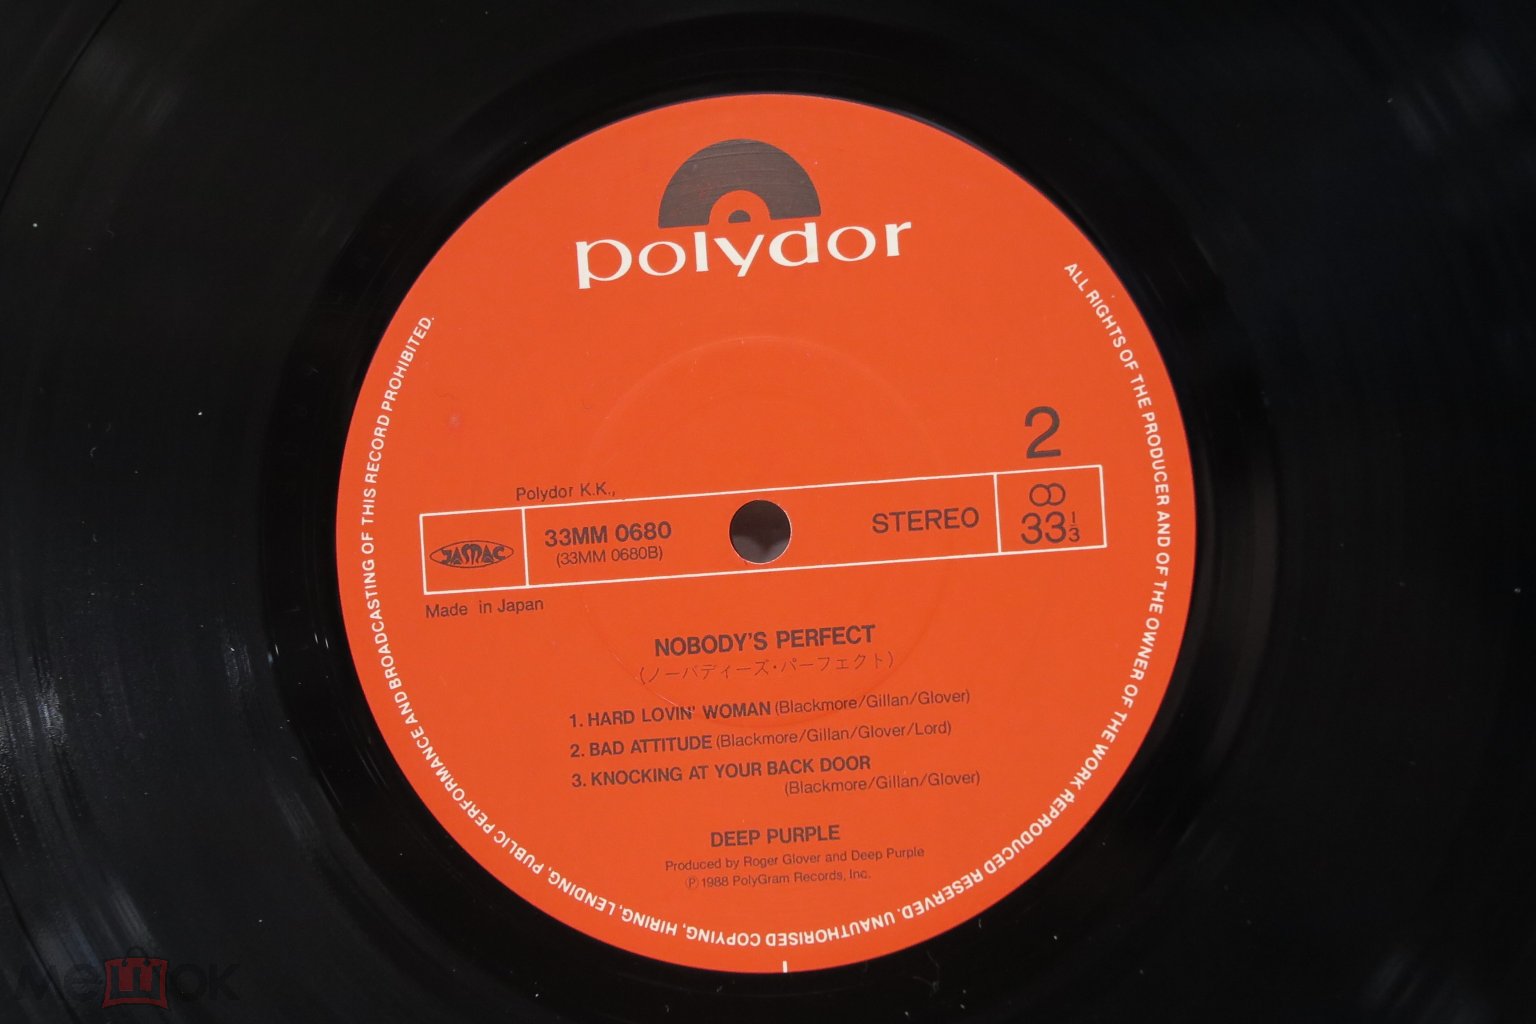 polydor
2
Polydor K.K.,
JASRAC
33MM 0680
(33MM 0680B)
STEREO
33 1/3
Made in Japan
NOBODY'S PERFECT
(ノーバディーズ・パーフェクト)
1. HARD LOVIN' WOMAN (Blackmore/Gillan/Glover)
2. BAD ATTITUDE (Blackmore/Gillan/Glover/Lord)
3. KNOCKING AT YOUR BACK DOOR
(Blackmore/Gillan/Glover)
DEEP PURPLE
Produced by Roger Glover and Deep Purple
Ⓟ 1988 PolyGram Records, Inc.
ALL RIGHTS OF THE PRODUCER AND OF THE OWNER OF THE WORK REPRODUCED RESERVED. UNAUTHORISED COPYING, HIRING, LENDING, PUBLIC PERFORMANCE AND BROADCASTING OF THIS RECORD PROHIBITED.
мешок